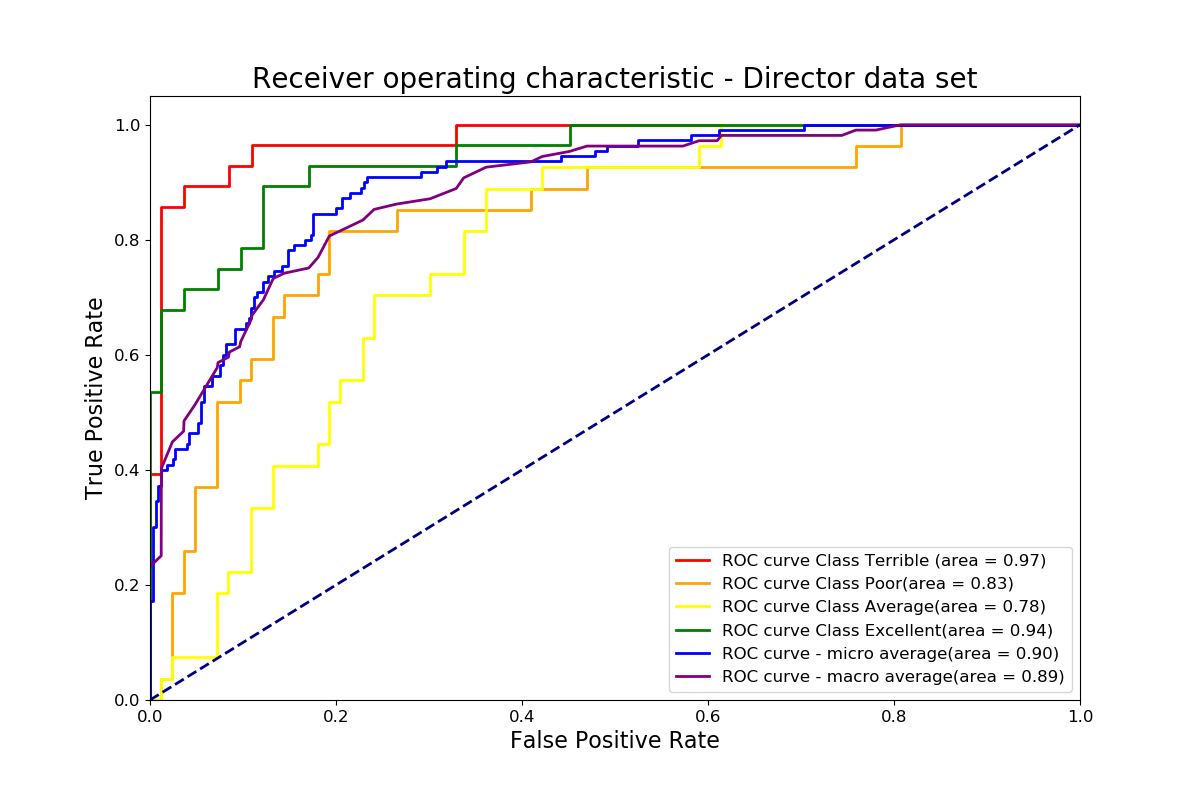 Receiver operating characteristic - Director data set
True Positive Rate
1.0
0.8
0.6
0.4
0.2
0.0
ROC curve Class Terrible (area = 0.97)
ROC curve Class Poor(area = 0.83)
ROC curve Class Average(area = 0.78)
ROC curve Class Excellent(area = 0.94)
ROC curve - micro average(area = 0.90)
ROC curve - macro average(area = 0.89)
0.0 0.2 0.4 0.6 0.8 1.0
False Positive Rate